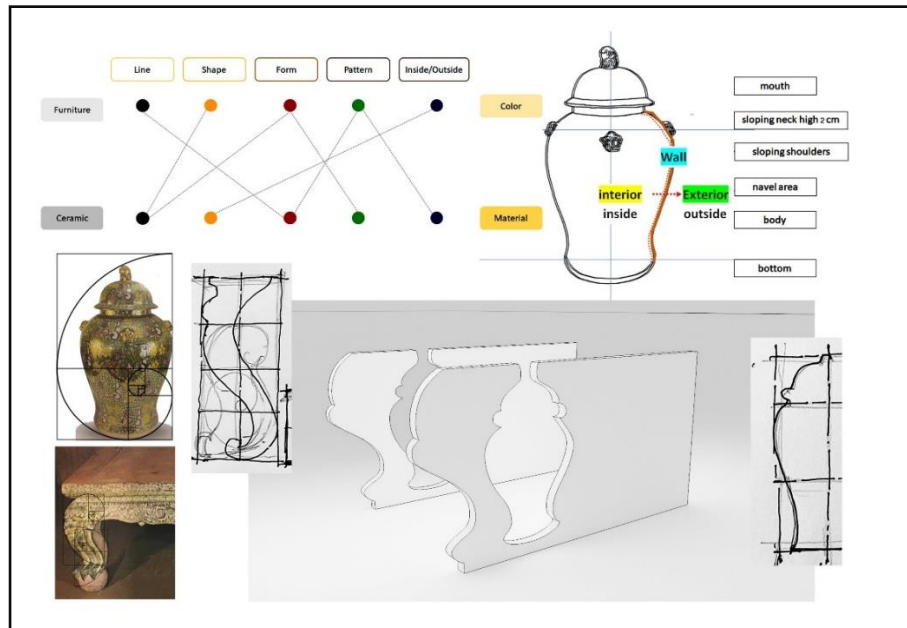 Line
Shape
Form
Pattern
Inside/Outside
Furniture
Ceramic
Color
Material
Wall
interior
inside
Exterior
outside
mouth
sloping neck high 2 cm
sloping shoulders
navel area
body
bottom